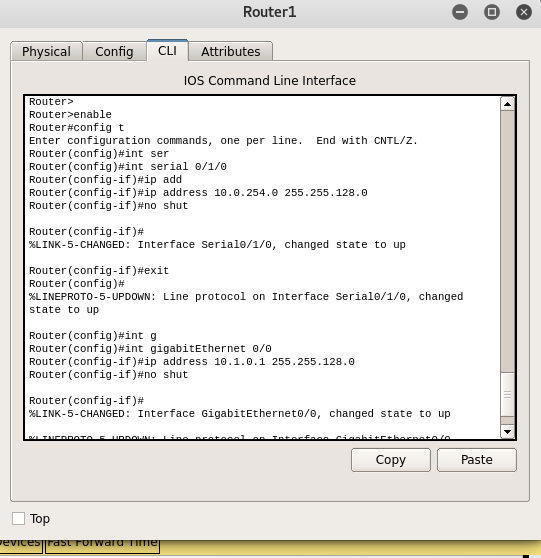 Router1
Physical Config CLI Attributes
IOS Command Line Interface
Router>
Router>enable
Router#config t
Enter configuration commands, one per line.  End with CNTL/Z.
Router(config)#int ser
Router(config)#int serial 0/1/0
Router(config-if)#ip add
Router(config-if)#ip address 10.0.254.0 255.255.128.0
Router(config-if)#no shut
Router(config-if)#
%LINK-5-CHANGED: Interface Serial0/1/0, changed state to up
Router(config-if)#exit
Router(config)#
%LINEPROTO-5-UPDOWN: Line protocol on Interface Serial0/1/0, changed
state to up
Router(config)#int g
Router(config)#int gigabitEthernet 0/0
Router(config-if)#ip address 10.1.0.1 255.255.128.0
Router(config-if)#no shut
Router(config-if)#
%LINK-5-CHANGED: Interface GigabitEthernet0/0, changed state to up
%LINEPROTO-5-UPDOWN: Line protocol on Interface GigabitEthernet0/0,
Copy Paste
Top
Devices Fast Forward Time